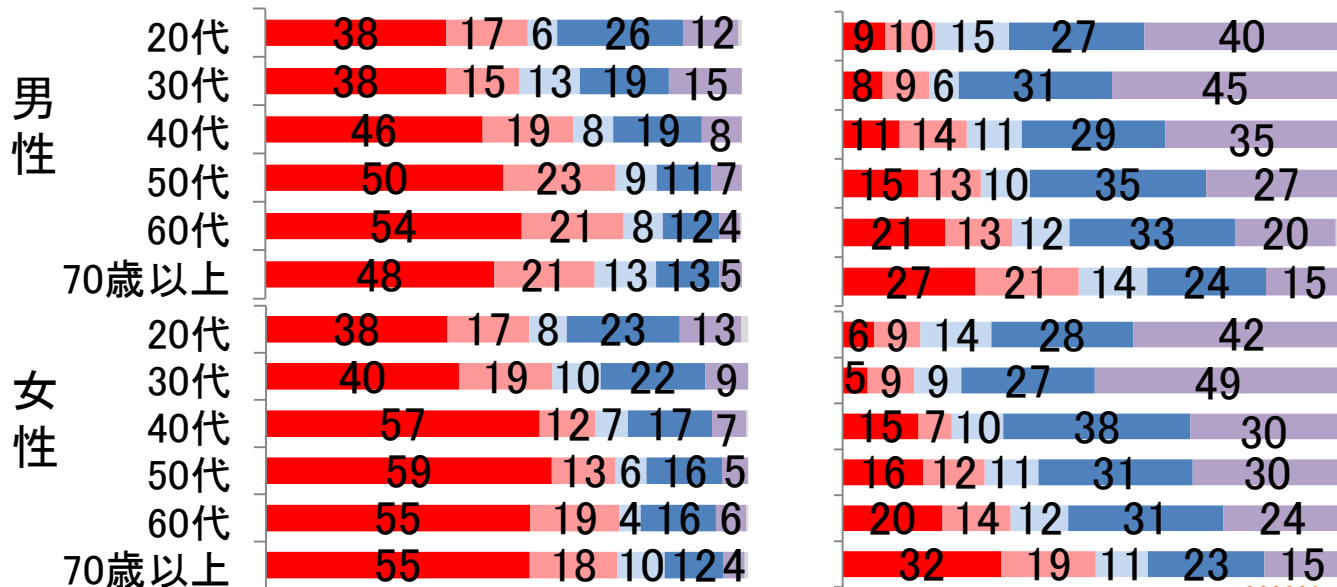 男性
20代 38 17 6 26 12 9 10 15 27 40
30代 38 15 13 19 15 8 9 6 31 45
40代 46 19 8 19 8 11 14 11 29 35
50代 50 23 9 11 7 15 13 10 35 27
60代 54 21 8 12 4 21 13 12 33 20
70歳以上 48 21 13 13 5 27 21 14 24 15
女性
20代 38 17 8 23 13 6 9 14 28 42
30代 40 19 10 22 9 5 9 9 27 49
40代 57 12 7 17 7 15 7 10 38 30
50代 59 13 6 16 5 16 12 11 31 30
60代 55 19 4 16 6 20 14 12 31 24
70歳以上 55 18 10 12 4 32 19 11 23 15